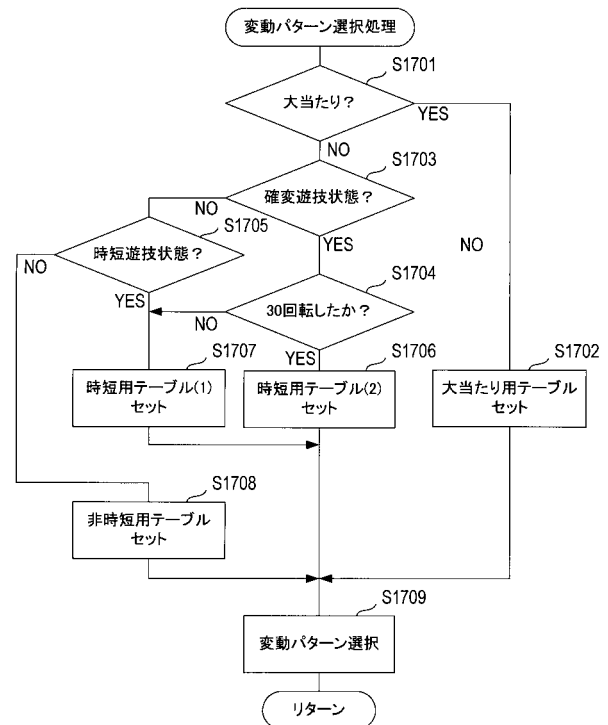 変動パターン選択処理
S1701
大当たり？
YES
NO
S1703
確変遊技状態？
NO
YES
S1705
時短遊技状態？
NO
YES
NO
S1704
30回転したか？
NO
YES
S1707
時短用テーブル(1)
セット
S1706
時短用テーブル(2)
セット
S1702
大当たり用テーブル
セット
S1708
非時短用テーブル
セット
S1709
変動パターン選択
リターン